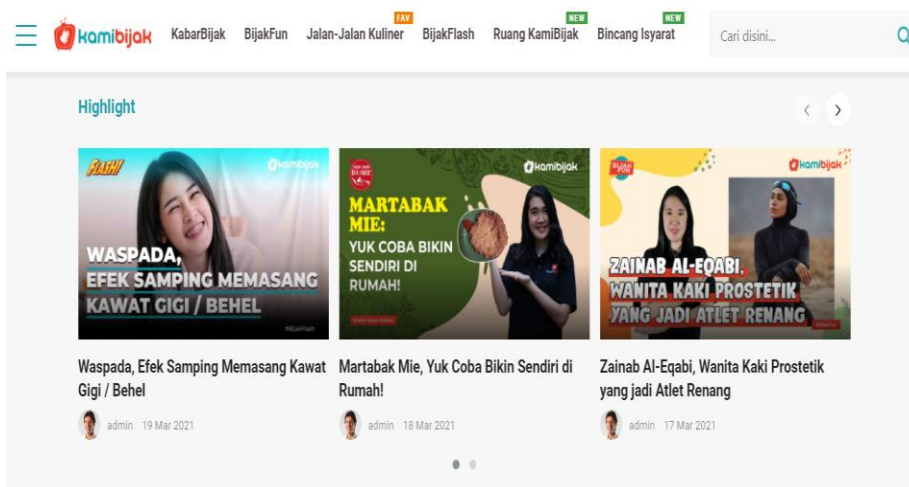 FAV
NEW
NEW
kamibijak
KabarBijak
BijakFun
Jalan-Jalan Kuliner
BijakFlash
Ruang KamiBijak
Bincang Isyarat
Cari disini...
Highlight
FLASH!
kamibijak
WASPADA,
EFEK SAMPING MEMASANG
KAWAT GIGI / BEHEL
#BijakFlash
kamibijak
MARTABAK
MIE:
YUK COBA BIKIN
SENDIRI DI
RUMAH!
BIJAK FUN
kamibijak
ZAINAB AL-EQABI,
WANITA KAKI PROSTETIK
YANG JADI ATLET RENANG
Waspada, Efek Samping Memasang Kawat
Gigi / Behel
admin 19 Mar 2021
Martabak Mie, Yuk Coba Bikin Sendiri di
Rumah!
admin 18 Mar 2021
Zainab Al-Eqabi, Wanita Kaki Prostetik
yang jadi Atlet Renang
admin 17 Mar 2021